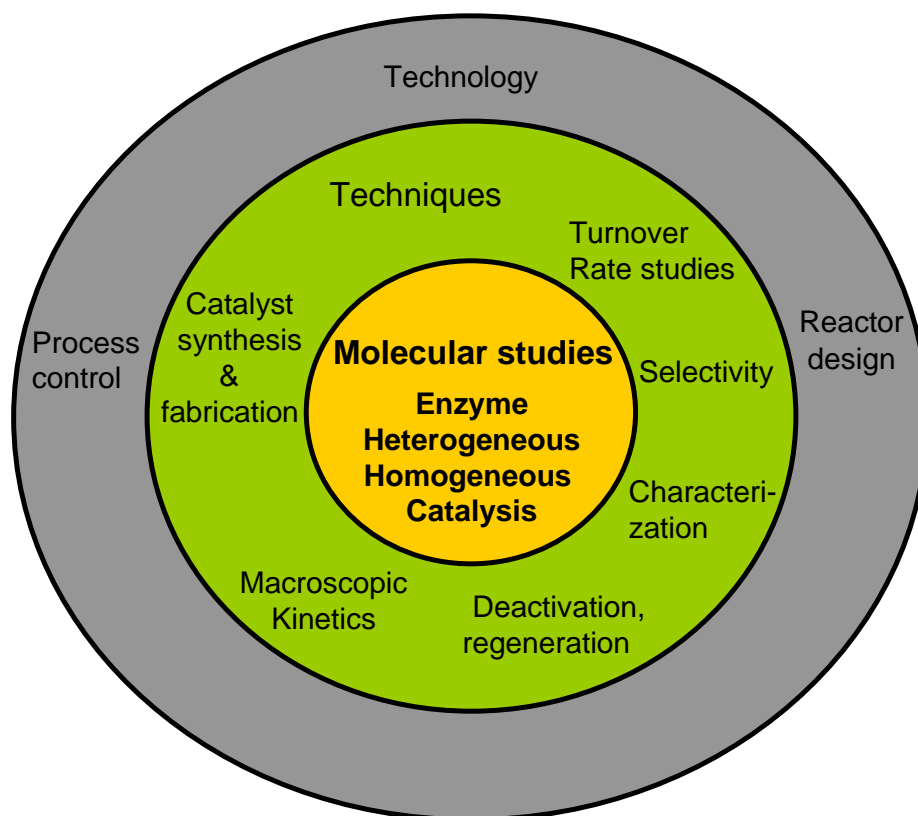 Technology
Techniques
Turnover
Rate studies
Catalyst
synthesis
&
fabrication
Process
control
Reactor
design
Molecular studies
Selectivity
Enzyme
Heterogeneous
Homogeneous
Catalysis
Characteri-
zation
Macroscopic
Kinetics
Deactivation,
regeneration